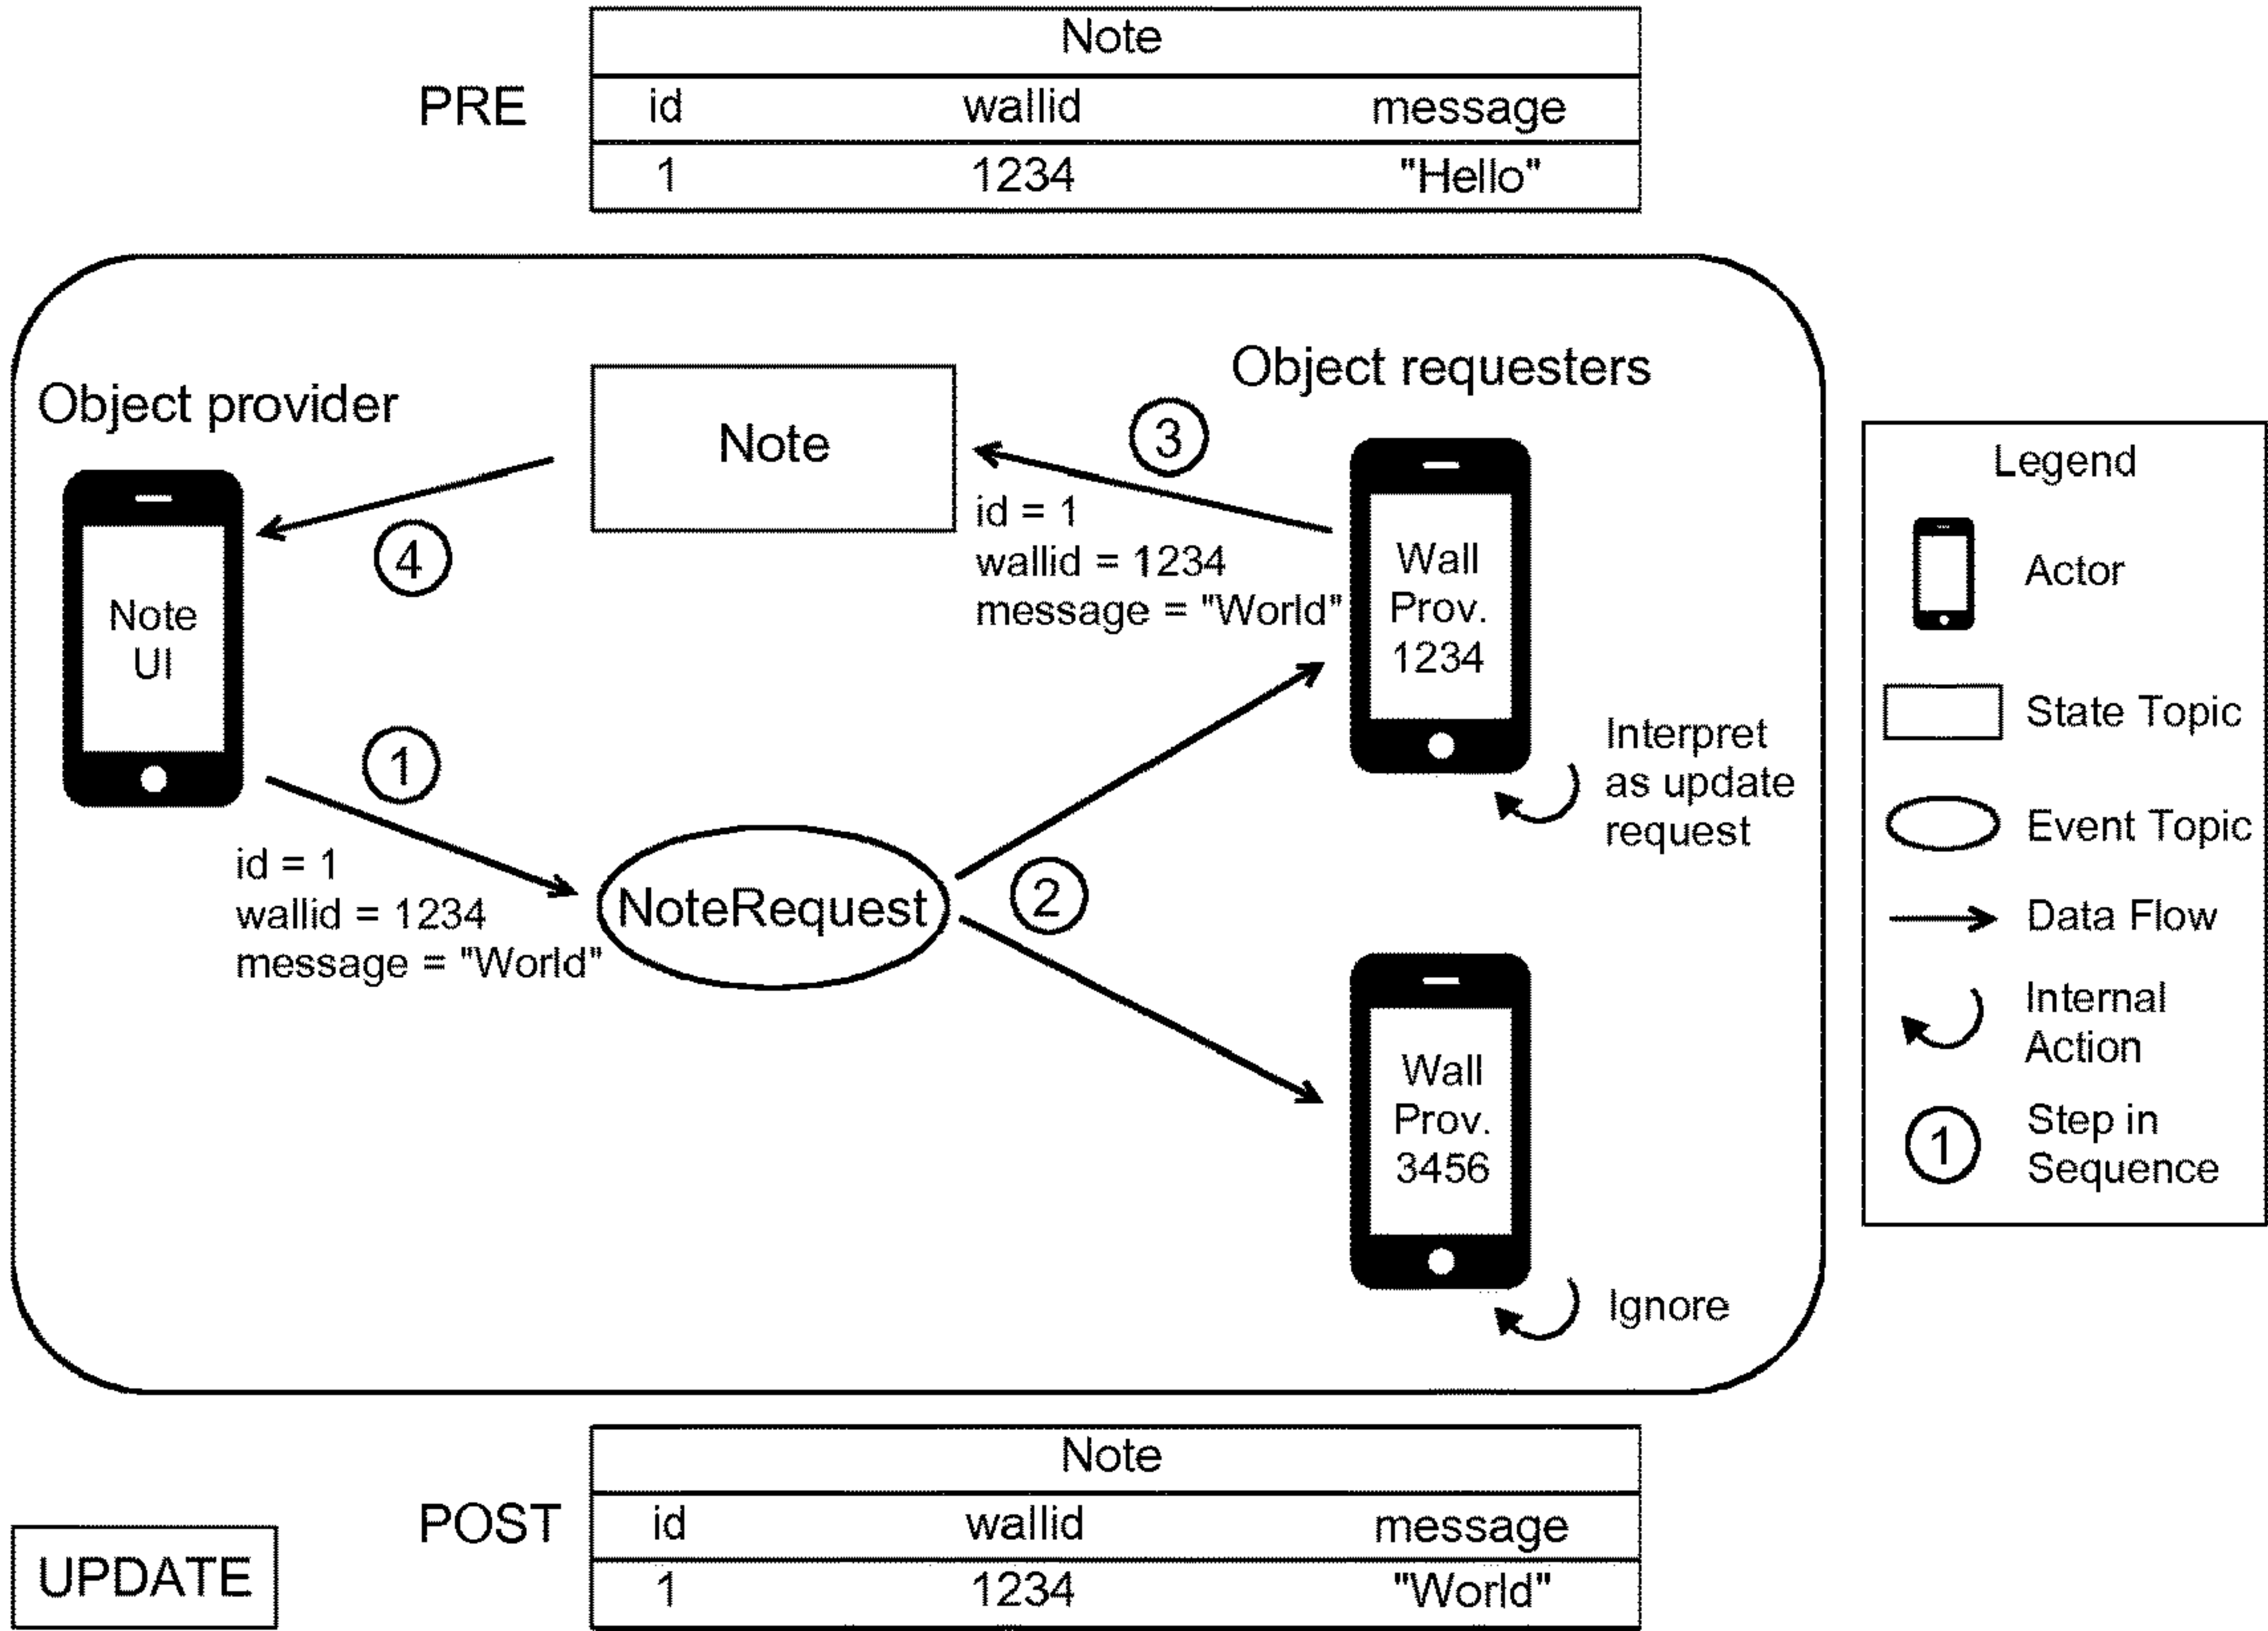 Note
PRE
id wallid message
1 1234 "Hello"
Object provider
Object requesters
Note
3
4
id = 1
wallid = 1234
message = "World"
Note
UI
Wall
Prov.
1234
1
Interpret
as update
request
id = 1
wallid = 1234
message = "World"
NoteRequest
2
Wall
Prov.
3456
Ignore
Legend
Actor
State Topic
Event Topic
Data Flow
Internal
Action
1
Step in
Sequence
UPDATE
POST
Note
id wallid message
1 1234 "World"